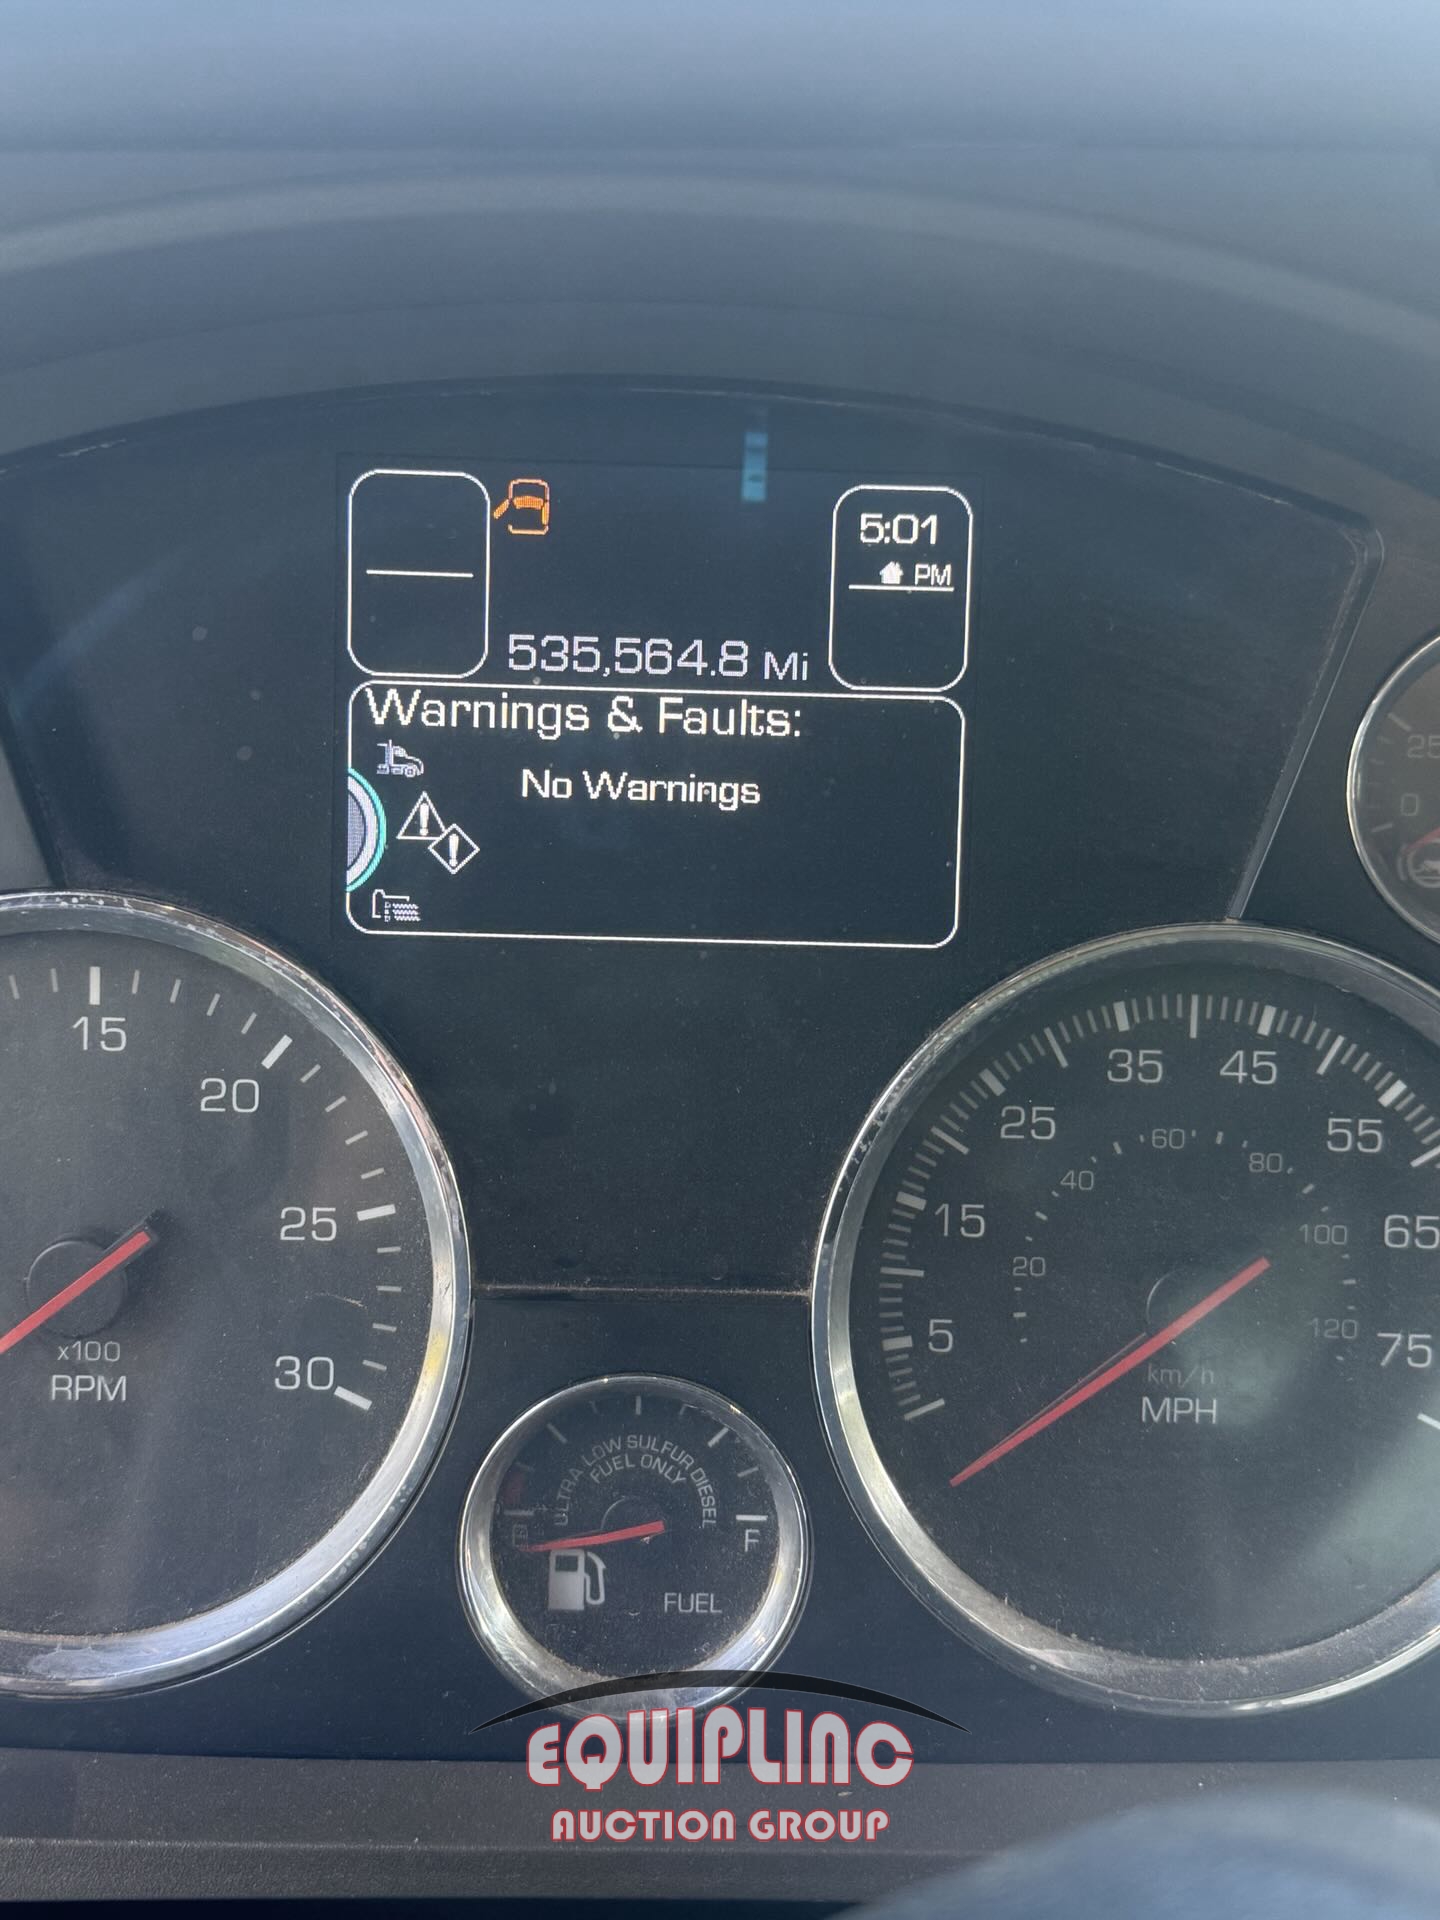 5:01
PM
535,564.8 Mi
Warnings & Faults:
No Warnings
15
20
25
30
x100
RPM
5
15
25
35
45
55
65
75
20
40
60
80
100
120
km/h
MPH
25
0
ULTRA LOW SULFUR DIESEL
FUEL ONLY
E
F
FUEL
EQUIPLINC
AUCTION GROUP